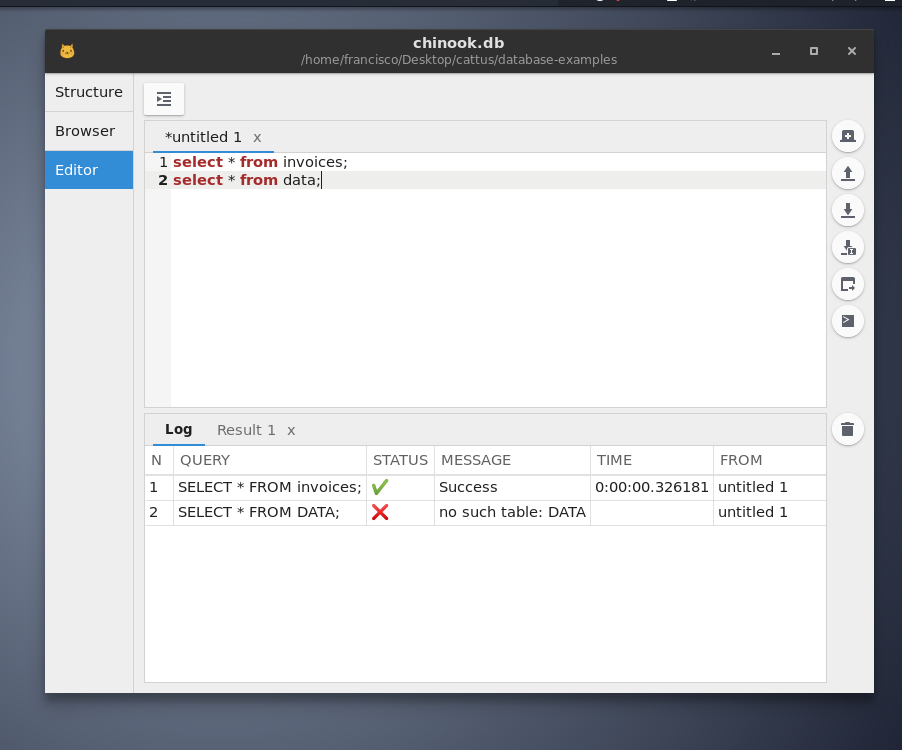 chinook.db
/home/francisco/Desktop/cattus/database-examples
Structure
Browser
Editor
*untitled 1 x
1 select * from invoices;
2 select * from data;
Log Result 1 x
N QUERY STATUS MESSAGE TIME FROM
1 SELECT * FROM invoices; Success 0:00:00.326181 untitled 1
2 SELECT * FROM DATA; no such table: DATA untitled 1